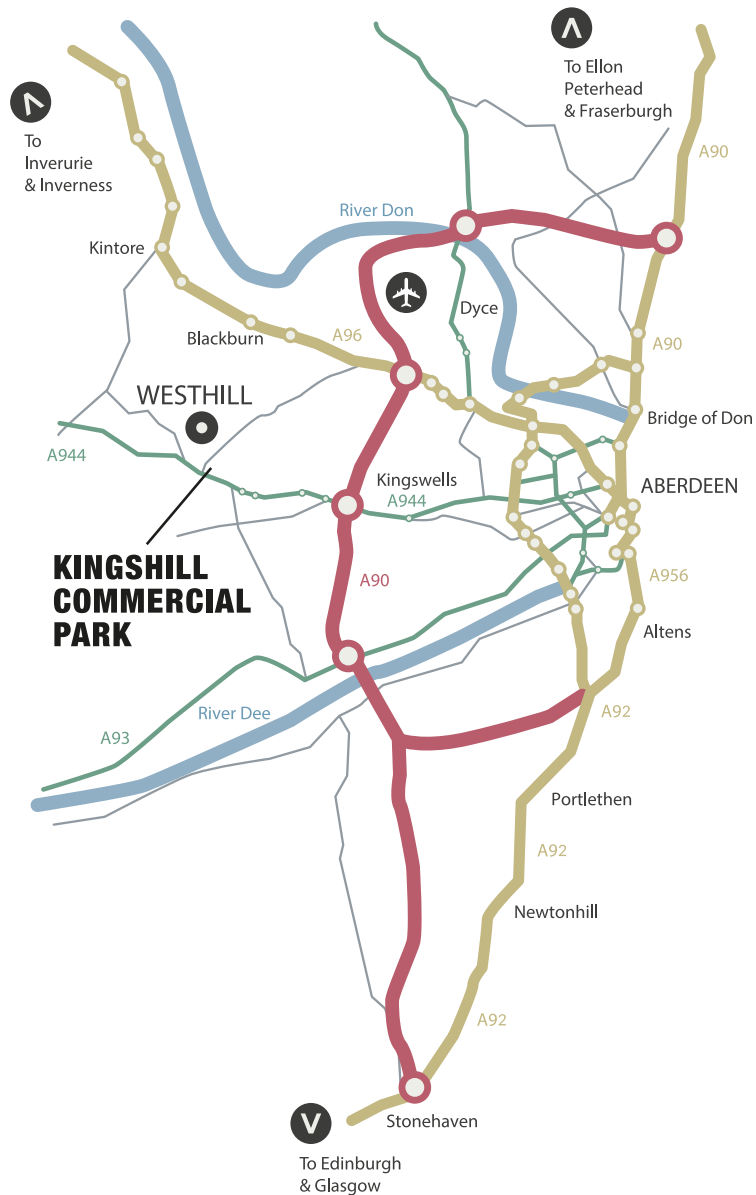 To Ellon
Peterhead
& Fraserburgh
To
Inverurie
& Inverness
A90
River Don
Kintore
Dyce
Blackburn
A96
A90
WESTHILL
Bridge of Don
A944
Kingswells
A944
ABERDEEN
KINGSHILL
COMMERCIAL
PARK
A90
A956
Altens
River Dee
A92
A93
Portlethen
A92
Newtonhill
A92
Stonehaven
To Edinburgh
& Glasgow